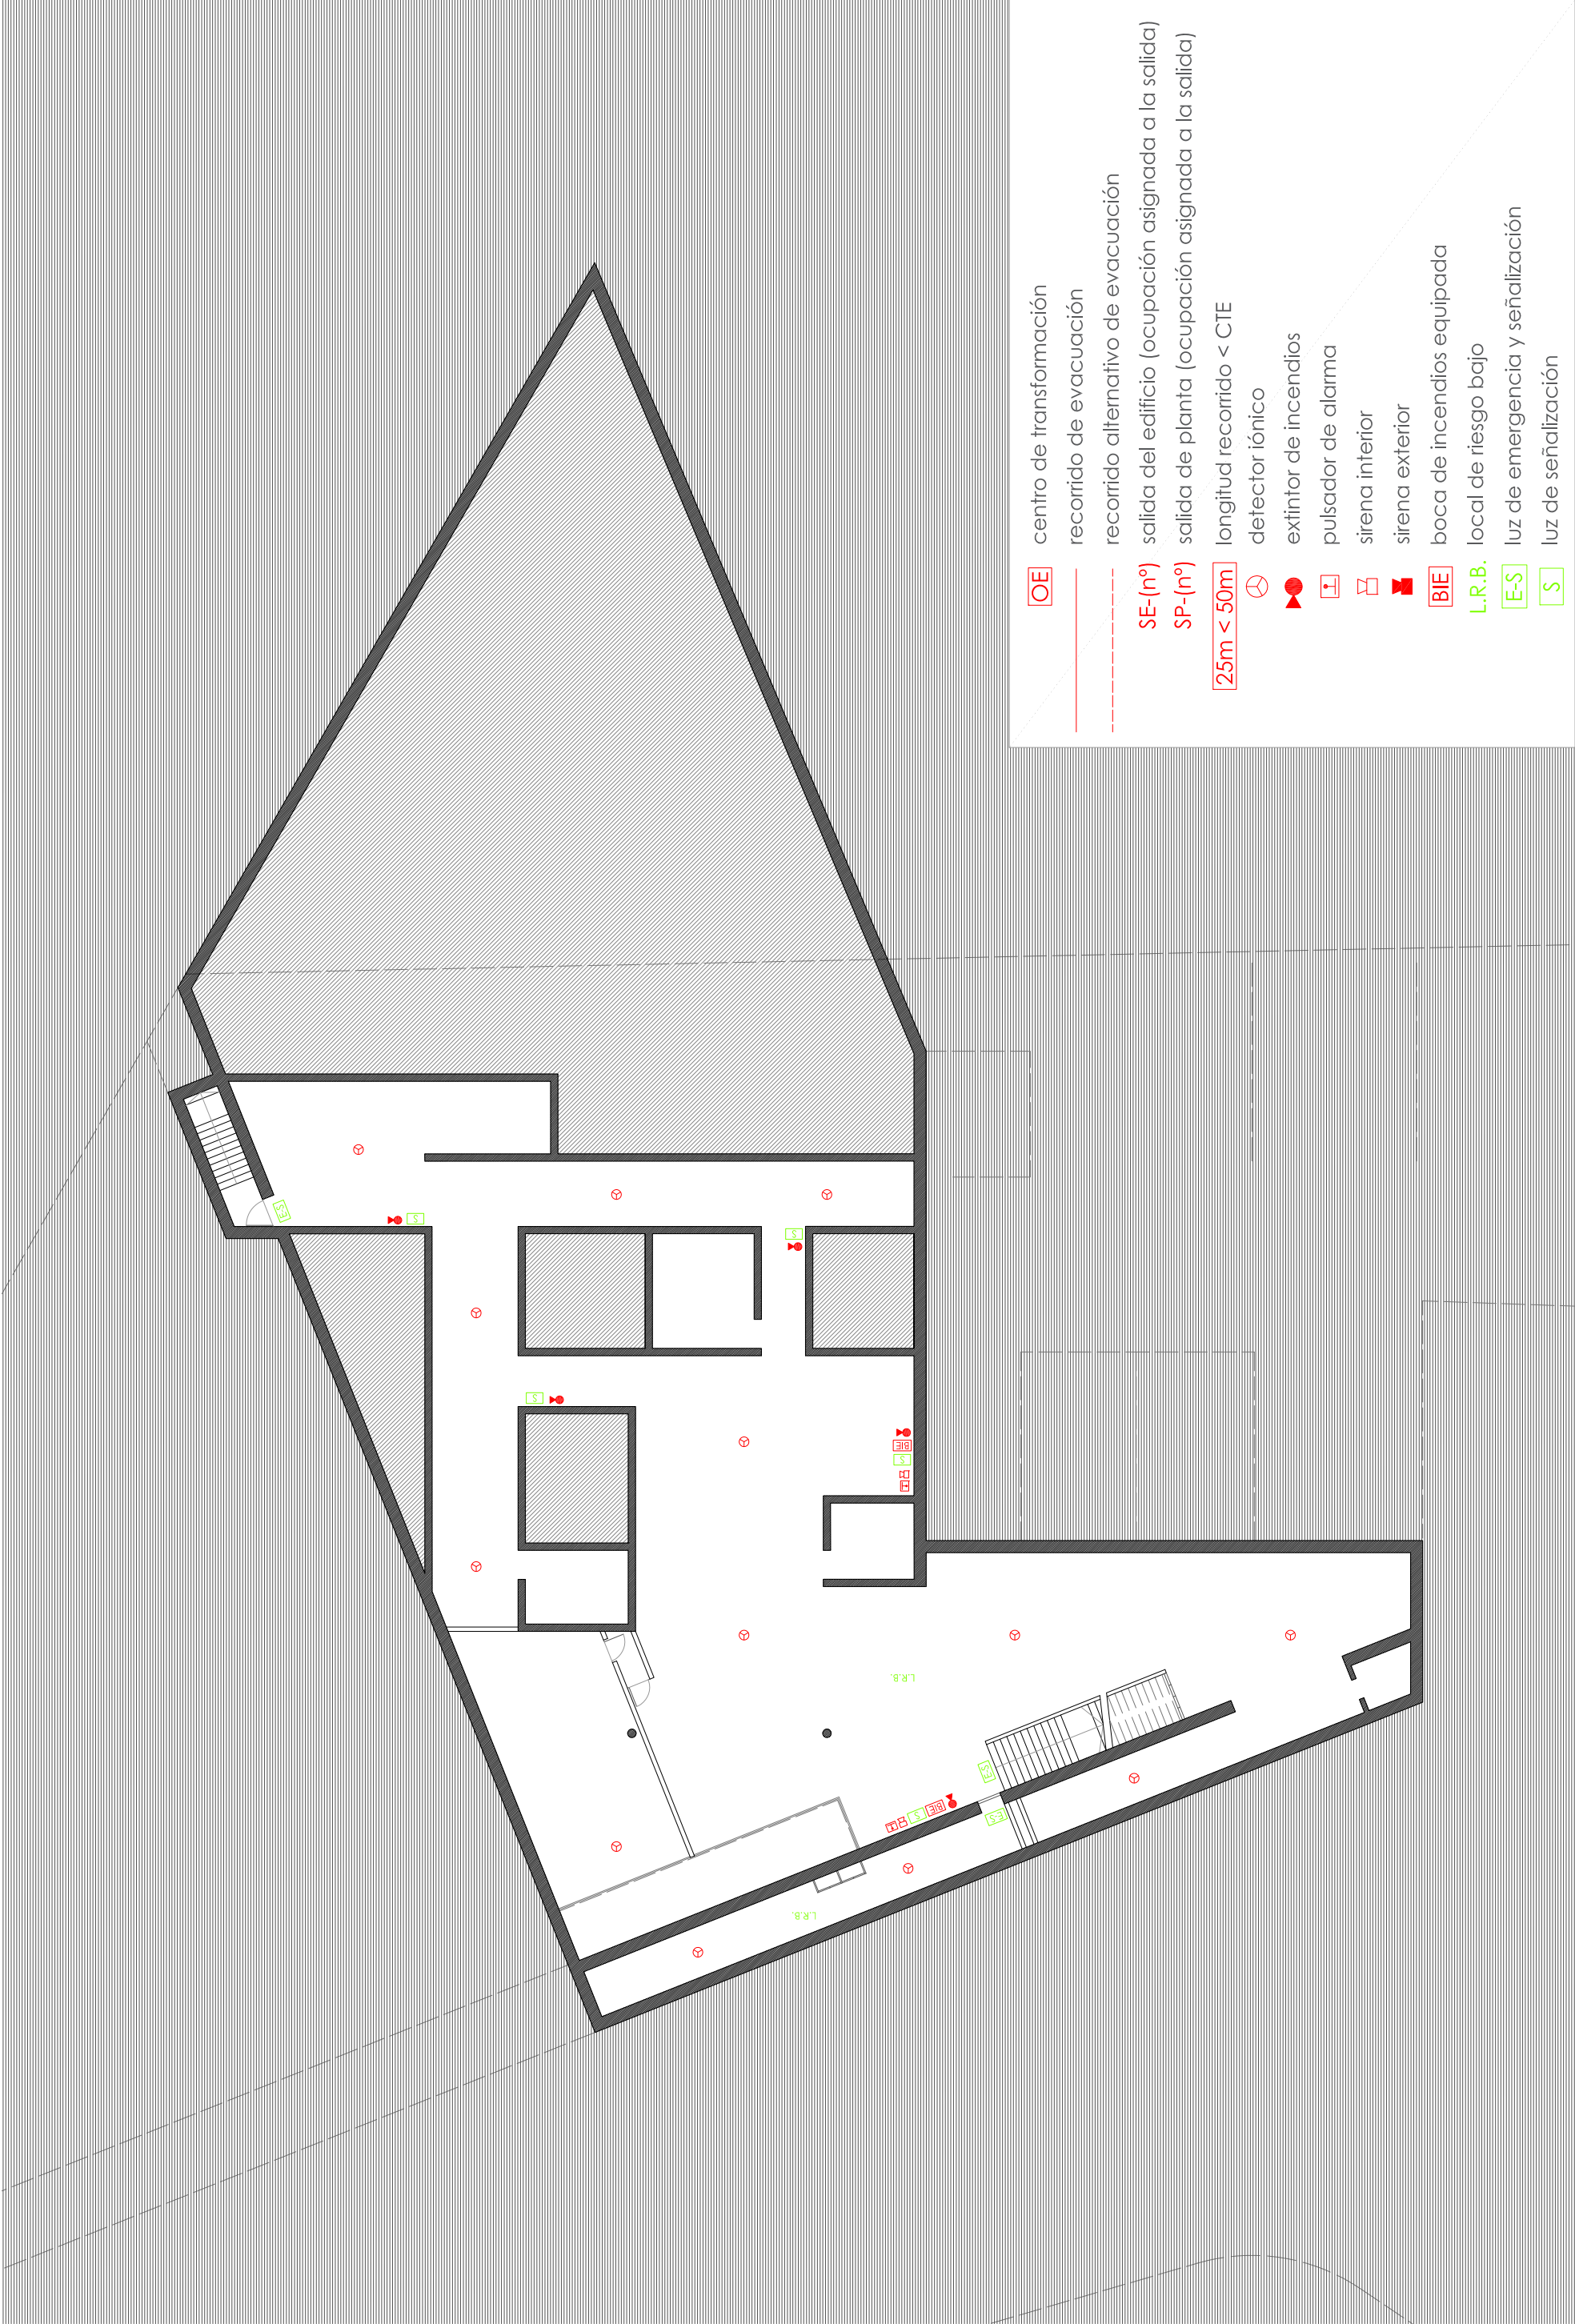 OE centro de transformación
recorrido de evacuación
recorrido alternativo de evacuación
SE-(nº) salida del edificio (ocupación asignada a la salida)
SP-(nº) salida de planta (ocupación asignada a la salida)
25m < 50m longitud recorrido < CTE
detector iónico
extintor de incendios
pulsador de alarma
sirena interior
sirena exterior
BIE boca de incendios equipada
L.R.B. local de riesgo bajo
E-S luz de emergencia y señalización
S luz de señalización
E-S
S
S
S
BIE
S
L.R.B.
E-S
BIE
S
E-S
L.R.B.